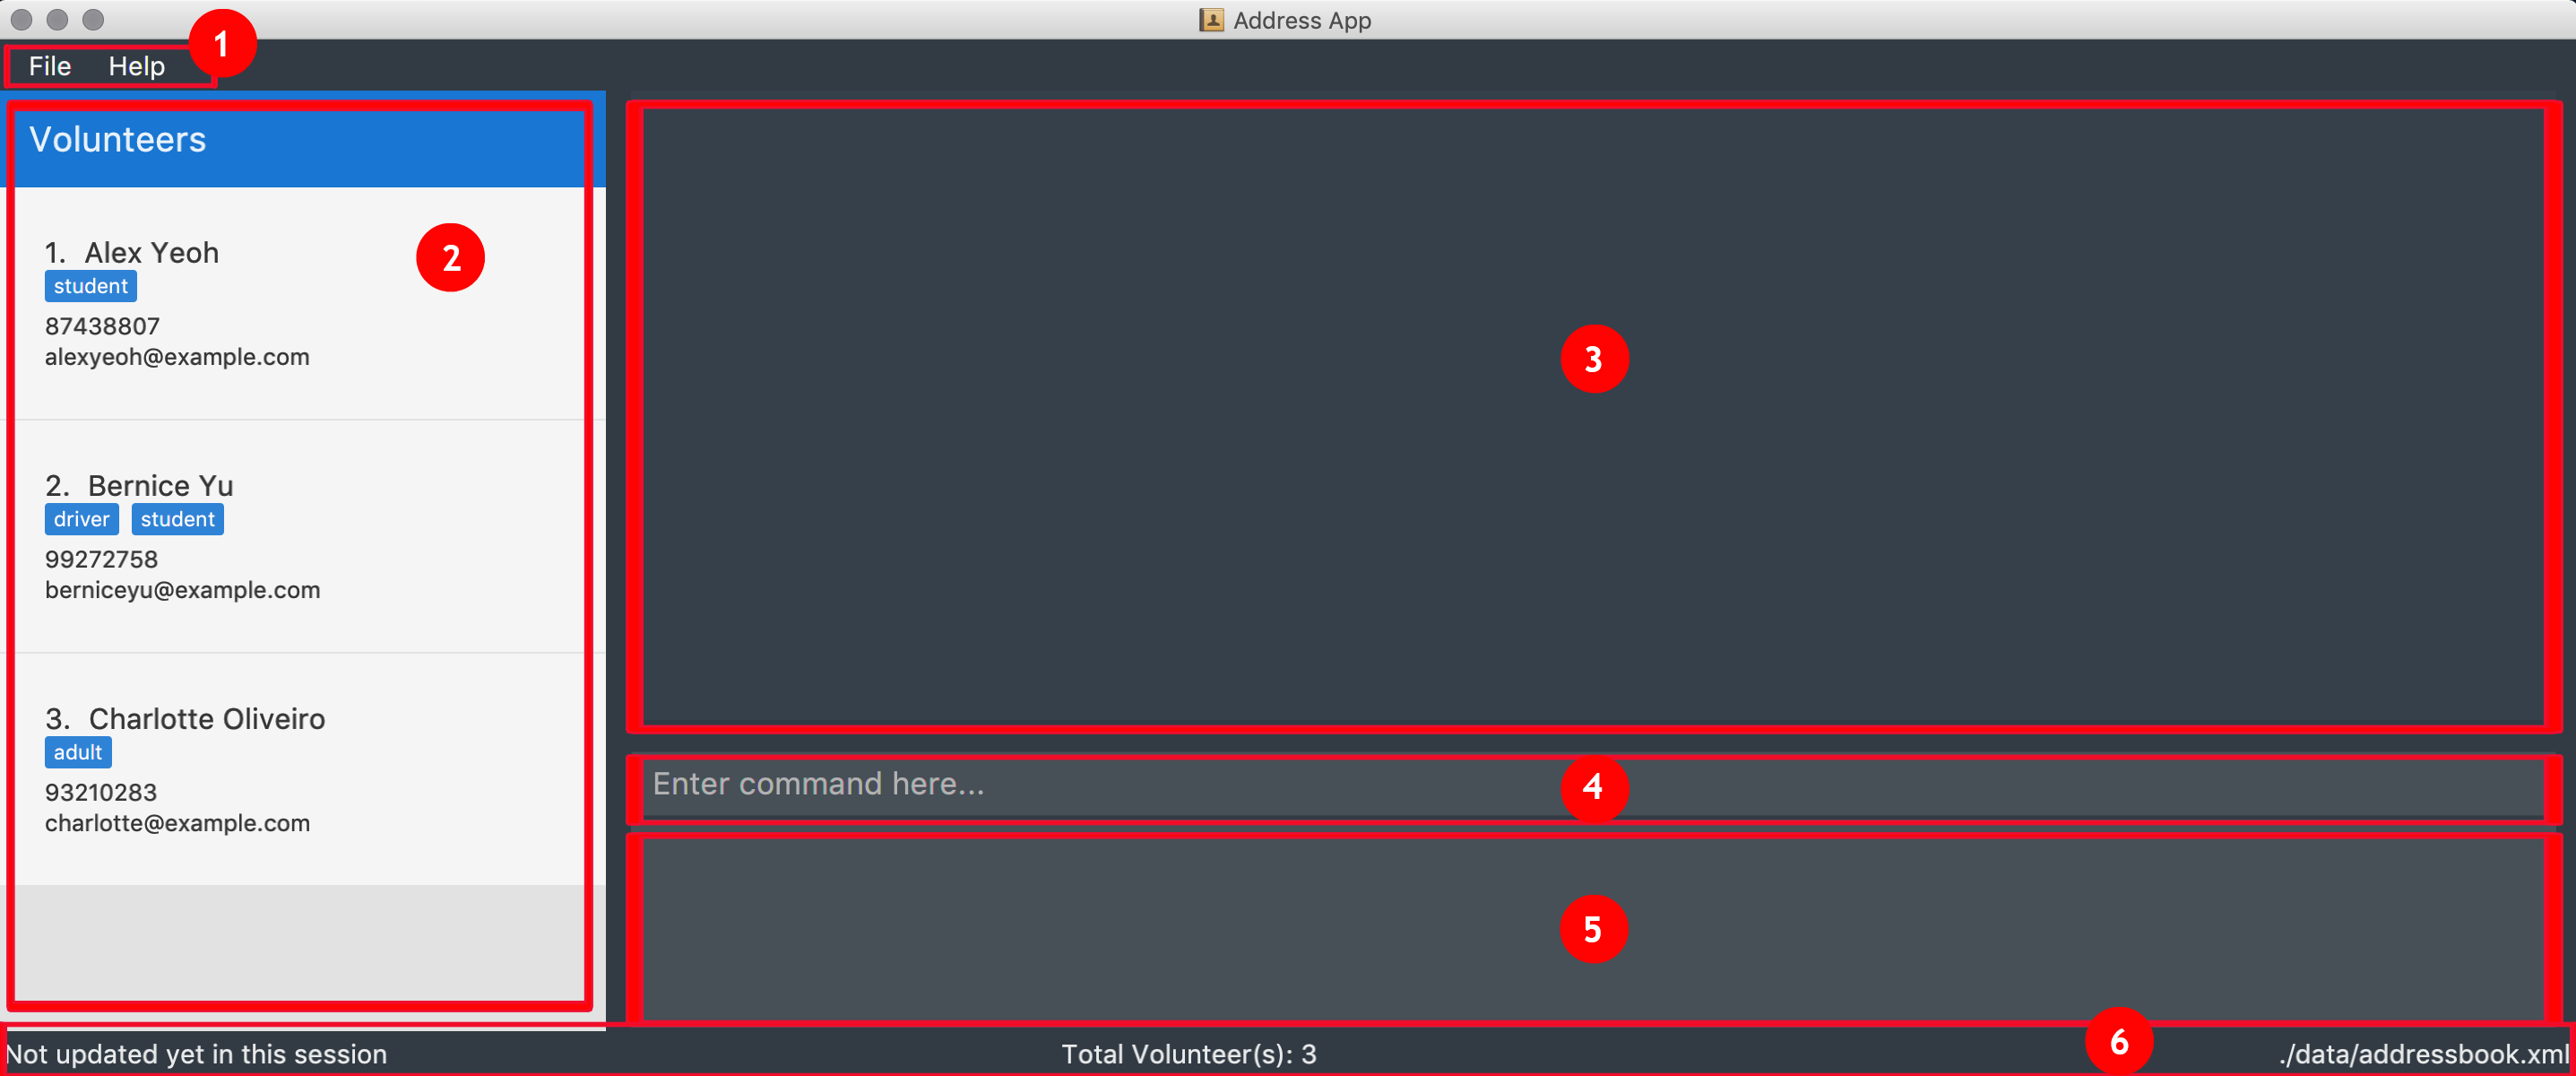 Address App
File Help
1
Volunteers
1. Alex Yeoh
2
student
87438807
alexyeoh@example.com
2. Bernice Yu
driver student
99272758
berniceyu@example.com
3. Charlotte Oliveiro
adult
93210283
charlotte@example.com
3
Enter command here...
4
5
6
Not updated yet in this session
Total Volunteer(s): 3
./data/addressbook.xml